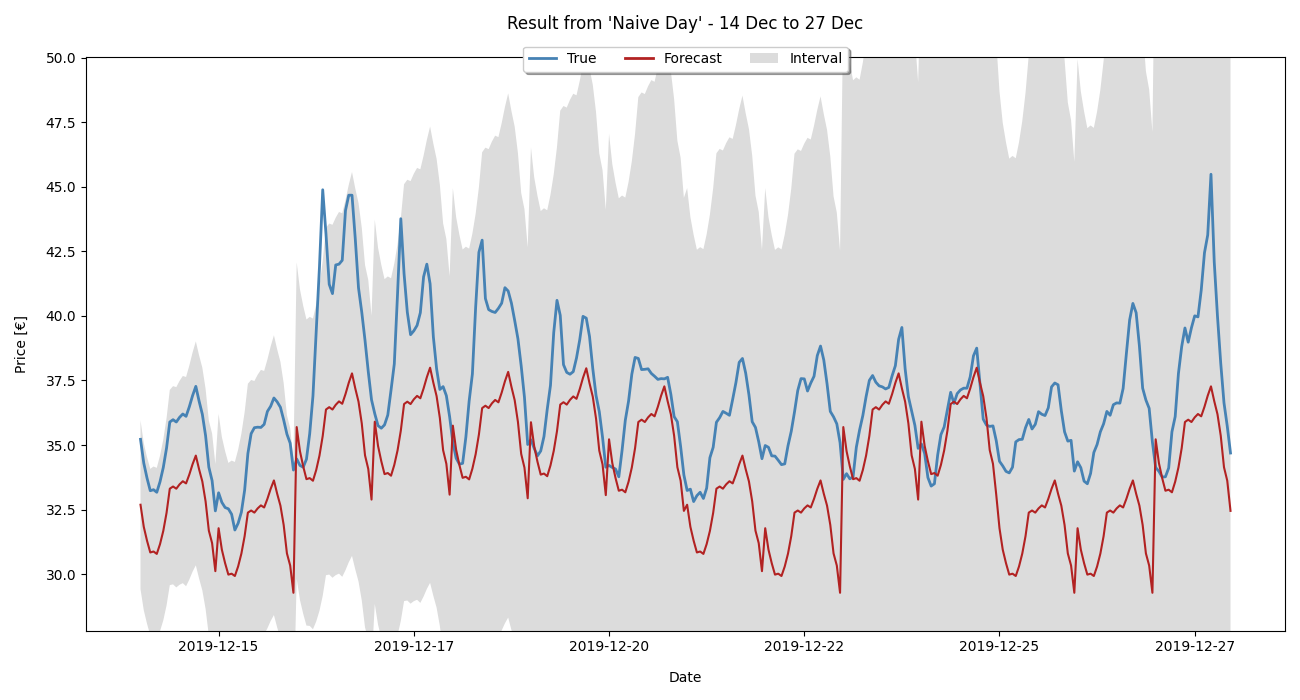 Result from 'Naive Day' - 14 Dec to 27 Dec
True Forecast Interval
50.0
47.5
45.0
42.5
40.0
37.5
35.0
32.5
30.0
Price [€]
2019-12-15 2019-12-17 2019-12-20 2019-12-22 2019-12-25 2019-12-27
Date